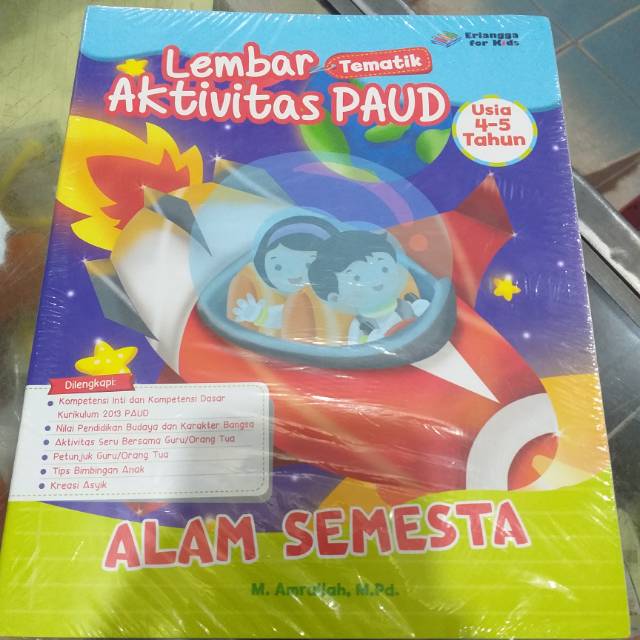 Erlangga
for Kids
Lembar Tematik
Aktivitas PAUD
Usia
4-5
Tahun
Dilengkapi:
Kompetensi Inti dan Kompetensi Dasar
Kurikulum 2013 PAUD
Nilai Pendidikan Budaya dan Karakter Bangsa
Aktivitas Seru Bersama Guru/Orang Tua
Petunjuk Guru/Orang Tua
Tips Bimbingan Anak
Kreasi Asyik
ALAM SEMESTA
M. Amrullah, M.Pd.